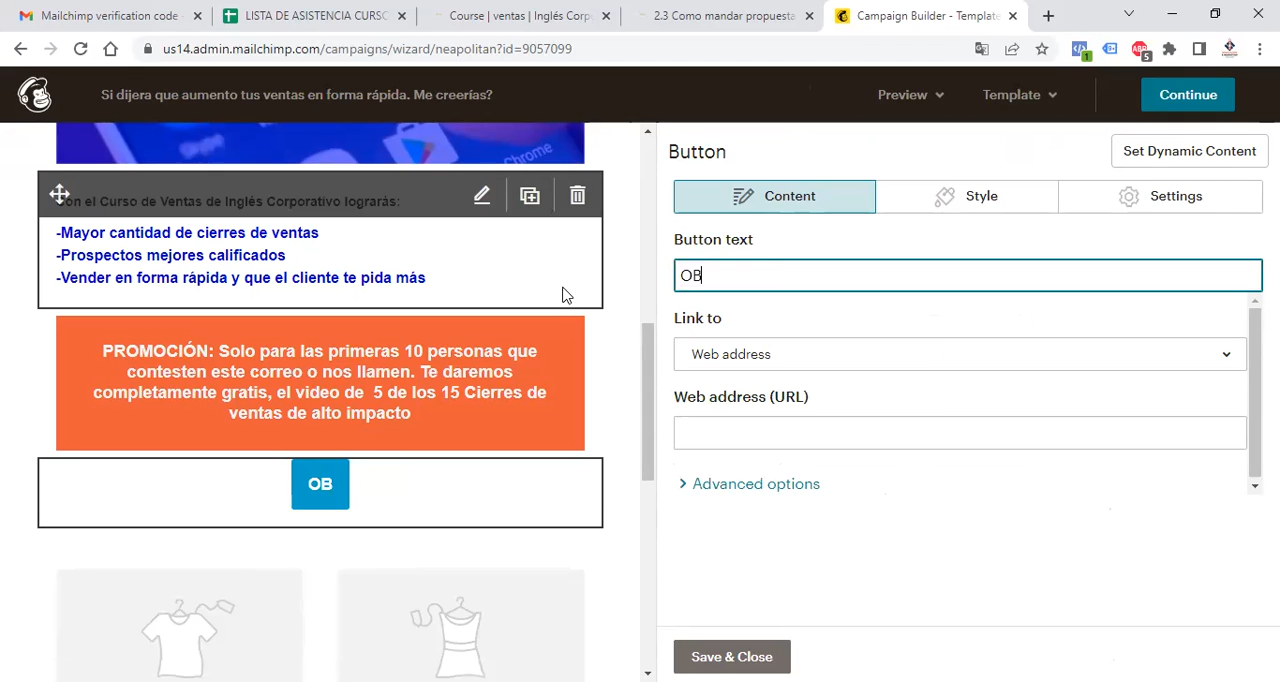 Mailchimp verification code
LISTA DE ASISTENCIA CURSO
Course | ventas | Inglés Corpo
2.3 Como mandar propuesta
Campaign Builder - Template
us14.admin.mailchimp.com/campaigns/wizard/neapolitan?id=9057099
1
ABP
5
Si dijera que aumento tus ventas en forma rápida. Me creerías?
Preview
Template
Continue
Skype
Chrome
Con el Curso de Ventas de Inglés Corporativo lograrás:
-Mayor cantidad de cierres de ventas
-Prospectos mejores calificados
-Vender en forma rápida y que el cliente te pida más
PROMOCIÓN: Solo para las primeras 10 personas que
contesten este correo o nos llamen. Te daremos
completamente gratis, el video de 5 de los 15 Cierres de
ventas de alto impacto
OB
Button
Set Dynamic Content
Content
Style
Settings
Button text
OB
Link to
Web address
Web address (URL)
Advanced options
Save & Close